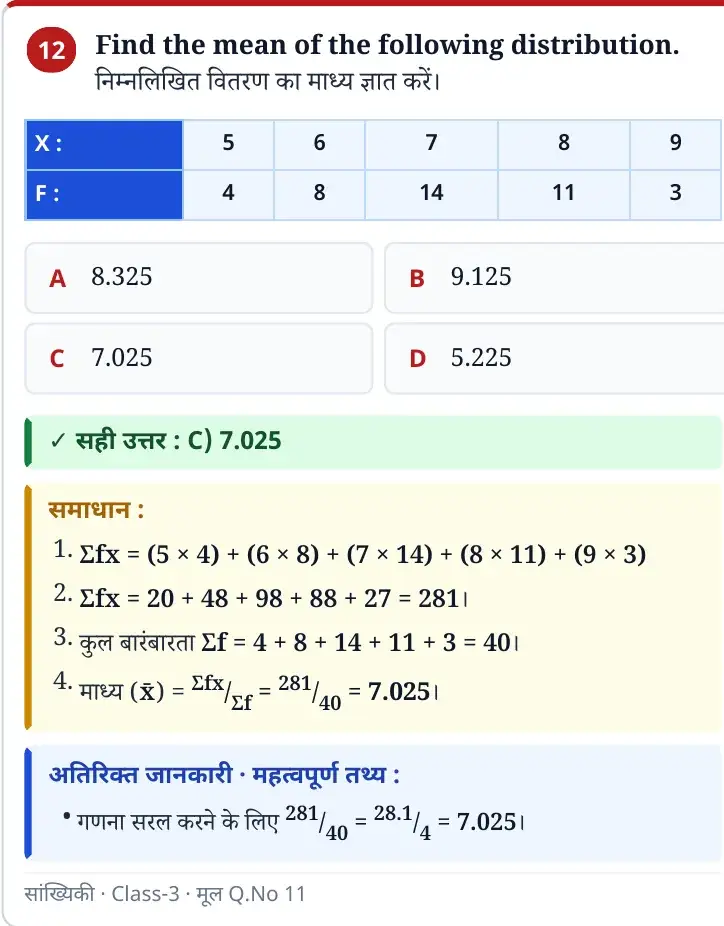 12 Find the mean of the following distribution.
निम्नलिखित वितरण का माध्य ज्ञात करें।
X : 5 6 7 8 9
F : 4 8 14 11 3
A 8.325 B 9.125
C 7.025 D 5.225
✓ सही उत्तर : C) 7.025
समाधान :
1. Σfx = (5 × 4) + (6 × 8) + (7 × 14) + (8 × 11) + (9 × 3)
2. Σfx = 20 + 48 + 98 + 88 + 27 = 281।
3. कुल बारंबारता Σf = 4 + 8 + 14 + 11 + 3 = 40।
4. माध्य (x̄) = Σfx/Σf = 281/40 = 7.025।
अतिरिक्त जानकारी · महत्वपूर्ण तथ्य :
• गणना सरल करने के लिए 281/40 = 28.1/4 = 7.025।
सांख्यिकी · Class-3 · मूल Q.No 11